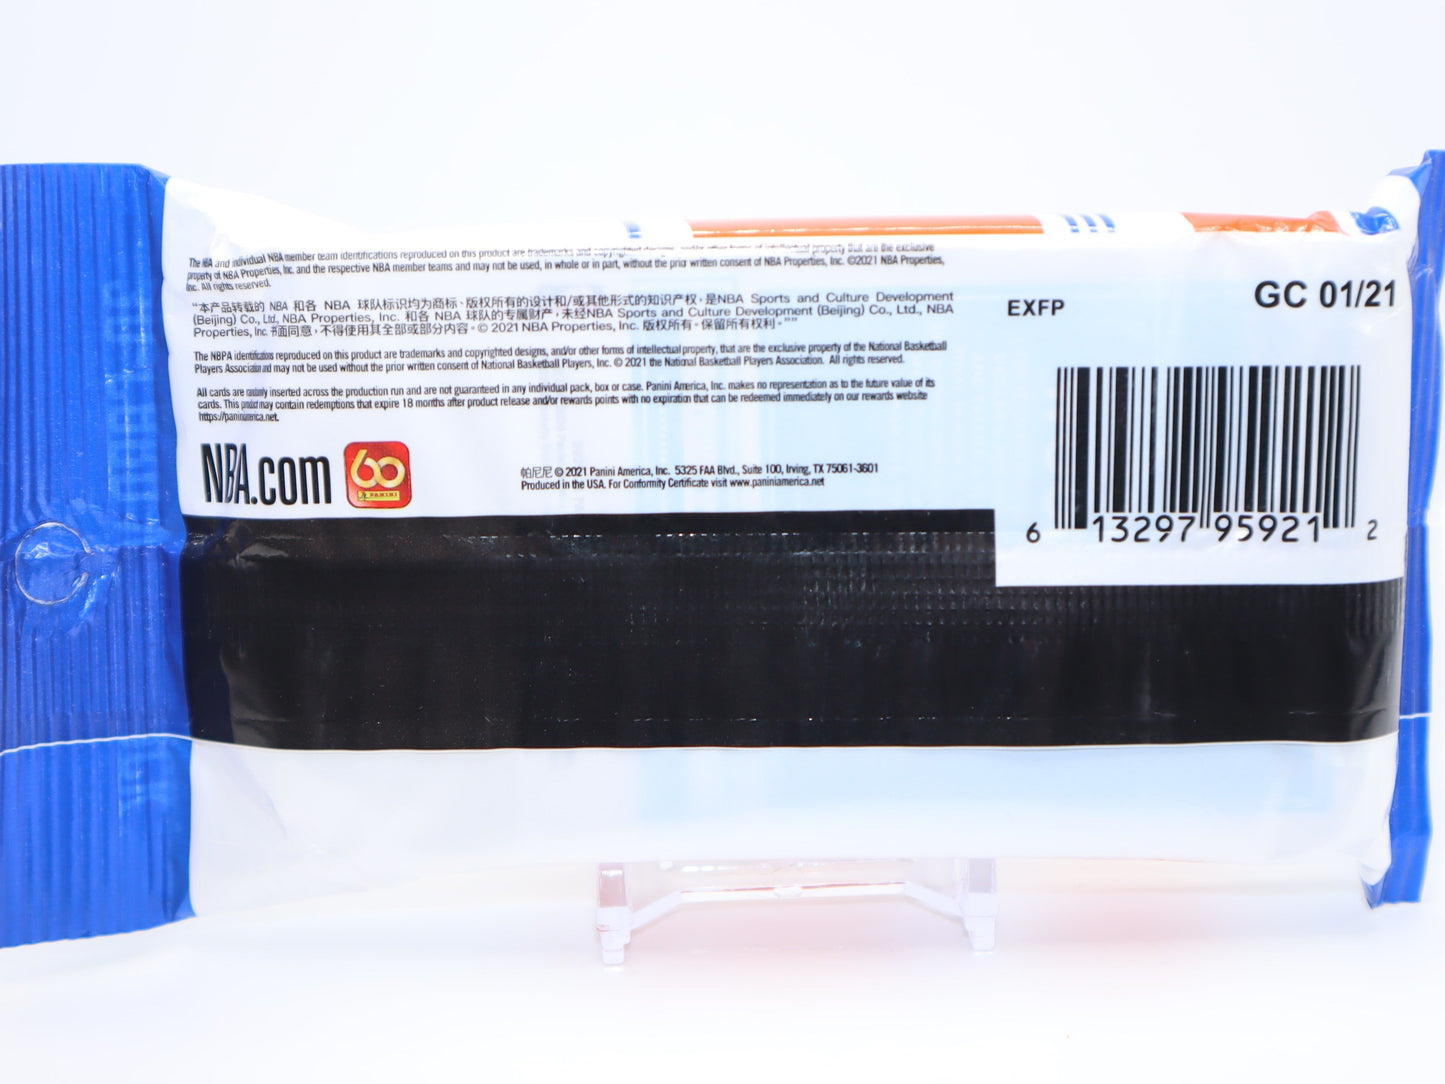 The NBA and individual NBA member team identifications reproduced on this product are trademarks and copyrighted designs, and/or other forms of intellectual property that are the exclusive
property of NBA Properties, Inc. and the respective NBA member teams and may not be used, in whole or in part, without the prior written consent of NBA Properties, Inc. ©2021 NBA Properties,
Inc. All rights reserved.
"本产品转载的 NBA 和各 NBA 球队标识均为商标、版权所有的设计和/或其他形式的知识产权，是NBA Sports and Culture Development
(Beijing) Co., Ltd., NBA Properties, Inc. 和各 NBA 球队的专属财产，未经NBA Sports and Culture Development (Beijing) Co., Ltd., NBA
Properties, Inc. 书面同意，不得使用其全部或部分内容。© 2021 NBA Properties, Inc. 版权所有。保留所有权利。""
The NBPA identifications reproduced on this product are trademarks and copyrighted designs, and/or other forms of intellectual property, that are the exclusive property of the National Basketball
Players Association and may not be used without the prior written consent of National Basketball Players, Inc. © 2021 the National Basketball Players Association. All rights reserved.
All cards are randomly inserted across the production run and are not guaranteed in any individual pack, box or case. Panini America, Inc. makes no representation as to the future value of its
cards. This product may contain redemptions that expire 18 months after product release and/or rewards points with no expiration that can be redeemed immediately on our rewards website
https://paniniamerica.net.
NBA.com
60
PANINI
帕尼尼 © 2021 Panini America, Inc. 5325 FAA Blvd., Suite 100, Irving, TX 75061-3601
Produced in the USA. For Conformity Certificate visit www.paniniamerica.net
EXFP
GC 01/21
6 13297 95921 2